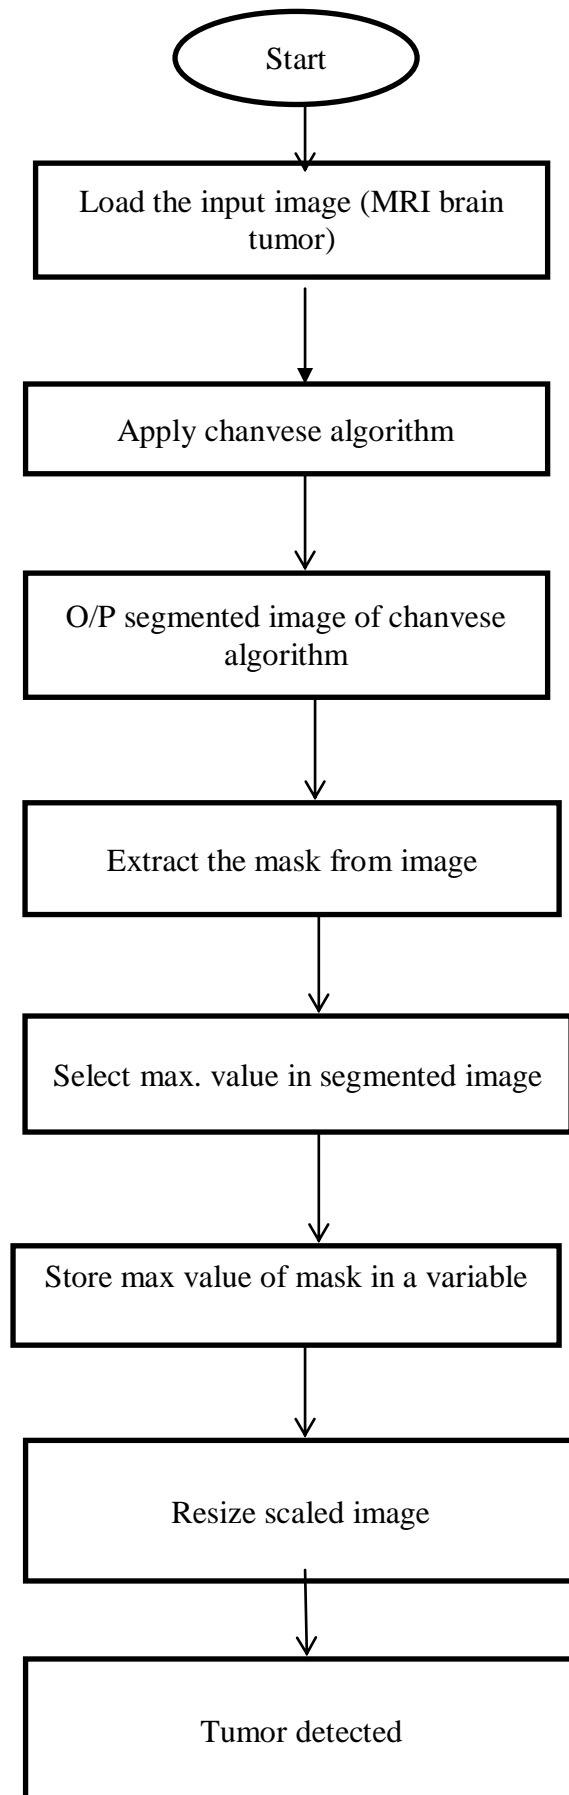 Start
Load the input image (MRI brain
tumor)
Apply chanvese algorithm
O/P segmented image of chanvese
algorithm
Extract the mask from image
Select max. value in segmented image
Store max value of mask in a variable
Resize scaled image
Tumor detected